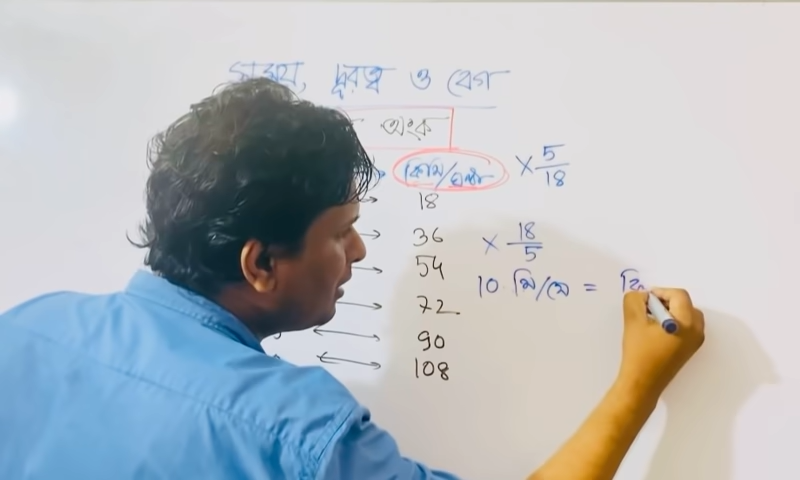 সময়, দূরত্ব ও বেগ
অংক
কিমি/ঘণ্টা × 5/18
18
36 × 18/5
54
10 মি/সে = কি
72
90
108